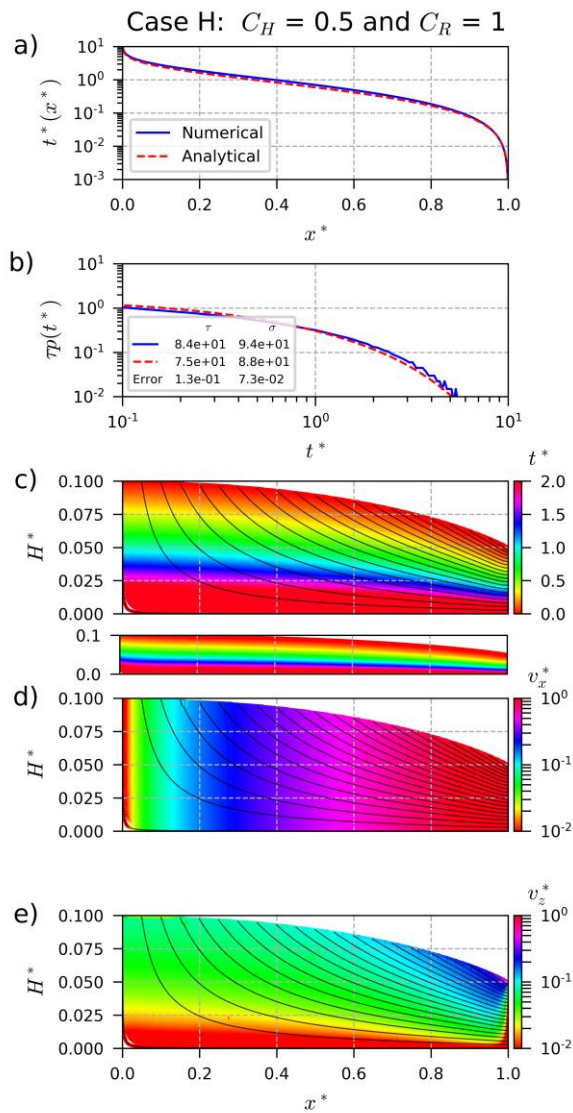 Case H: C_H = 0.5 and C_R = 1
a)
t*(x*)
10^1
10^0
10^-1
10^-2
10^-3
Numerical
Analytical
0.0 0.2 0.4 0.6 0.8 1.0
x*
b)
τp(t*)
10^1
10^0
10^-1
10^-2
τ σ
8.4e+01 9.4e+01
7.5e+01 8.8e+01
Error 1.3e-01 7.3e-02
10^-1 10^0 10^1
t*
c)
t*
H*
0.100
0.075
0.050
0.025
0.000
2.0
1.5
1.0
0.5
0.0
0.1
0.0
d)
v_x*
H*
0.100
0.075
0.050
0.025
0.000
10^0
10^-1
10^-2
e)
v_z*
H*
0.100
0.075
0.050
0.025
0.000
10^0
10^-1
10^-2
0.0 0.2 0.4 0.6 0.8 1.0
x*